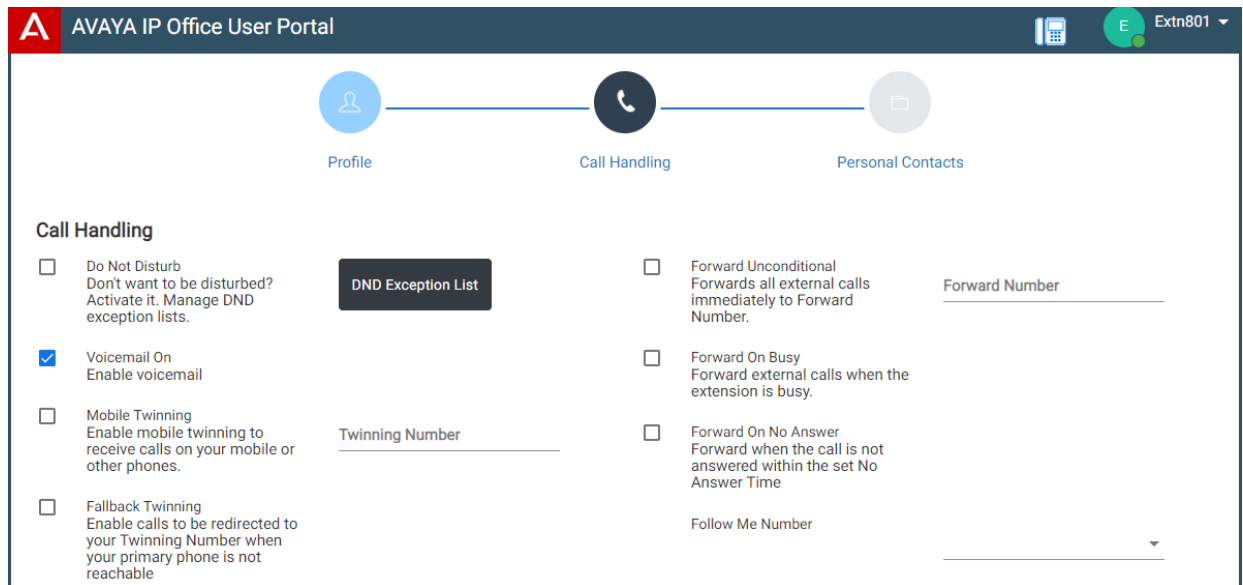 AVAYA IP Office User Portal
E
Extn801
Profile
Call Handling
Personal Contacts
Call Handling
Do Not Disturb
Don't want to be disturbed?
Activate it. Manage DND
exception lists.
DND Exception List
Voicemail On
Enable voicemail
Mobile Twinning
Enable mobile twinning to
receive calls on your mobile or
other phones.
Twinning Number
Fallback Twinning
Enable calls to be redirected to
your Twinning Number when
your primary phone is not
reachable
Forward Unconditional
Forwards all external calls
immediately to Forward
Number.
Forward Number
Forward On Busy
Forward external calls when the
extension is busy.
Forward On No Answer
Forward when the call is not
answered within the set No
Answer Time
Follow Me Number